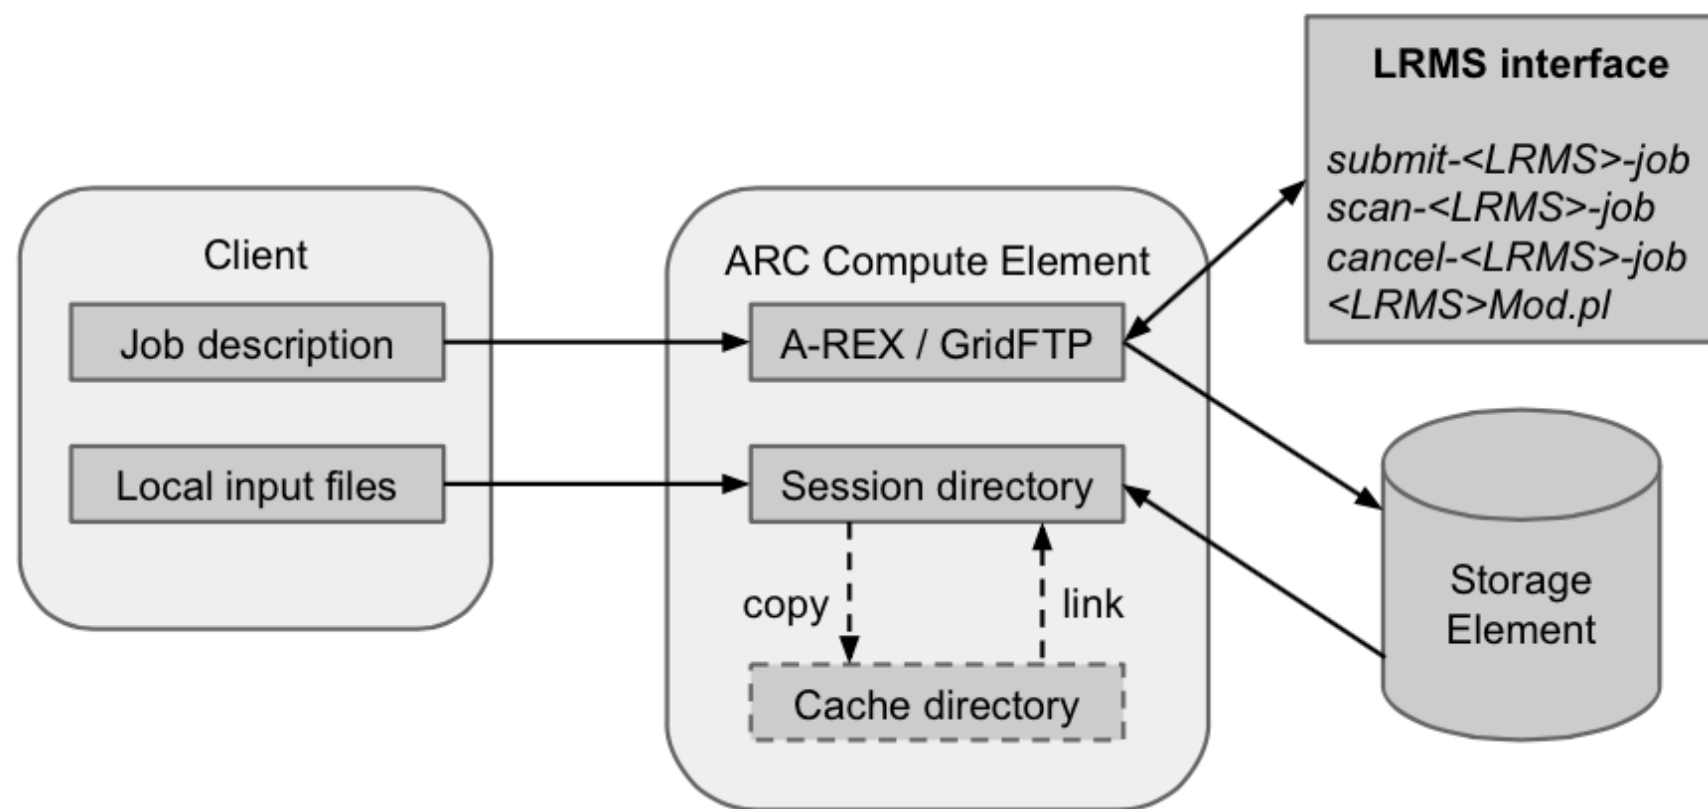 LRMS interface
submit-<LRMS>-job
scan-<LRMS>-job
cancel-<LRMS>-job
<LRMS>Mod.pl
Client
Job description
Local input files
ARC Compute Element
A-REX / GridFTP
Session directory
copy
link
Cache directory
Storage
Element